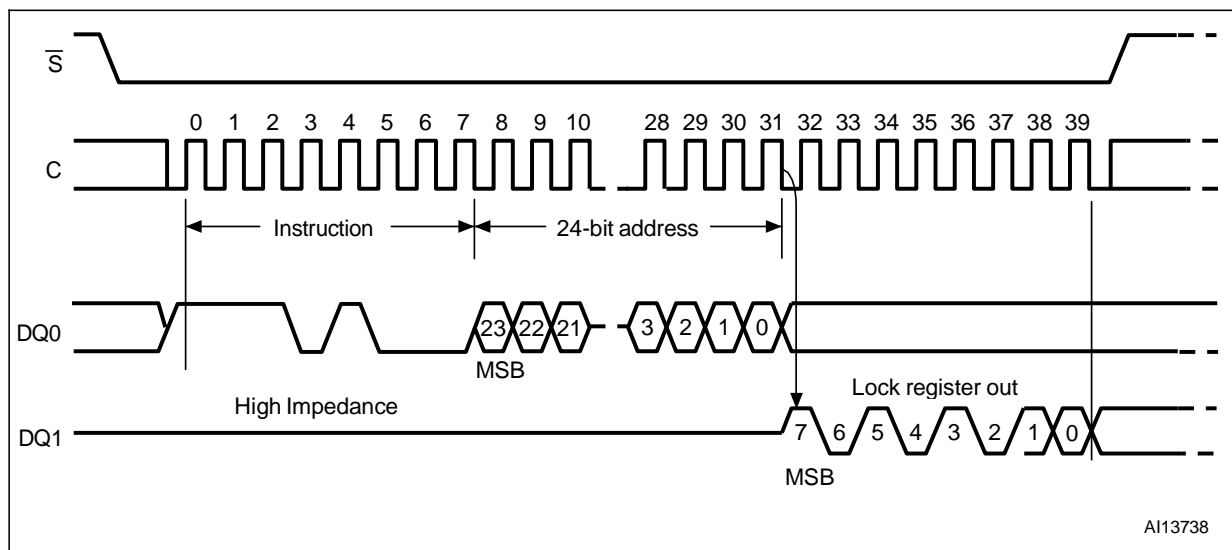 S
0 1 2 3 4 5 6 7 8 9 10 28 29 30 31 32 33 34 35 36 37 38 39
C
Instruction 24-bit address
DQ0 23 22 21 3 2 1 0
MSB
High Impedance Lock register out
DQ1 7 6 5 4 3 2 1 0
MSB
AI13738